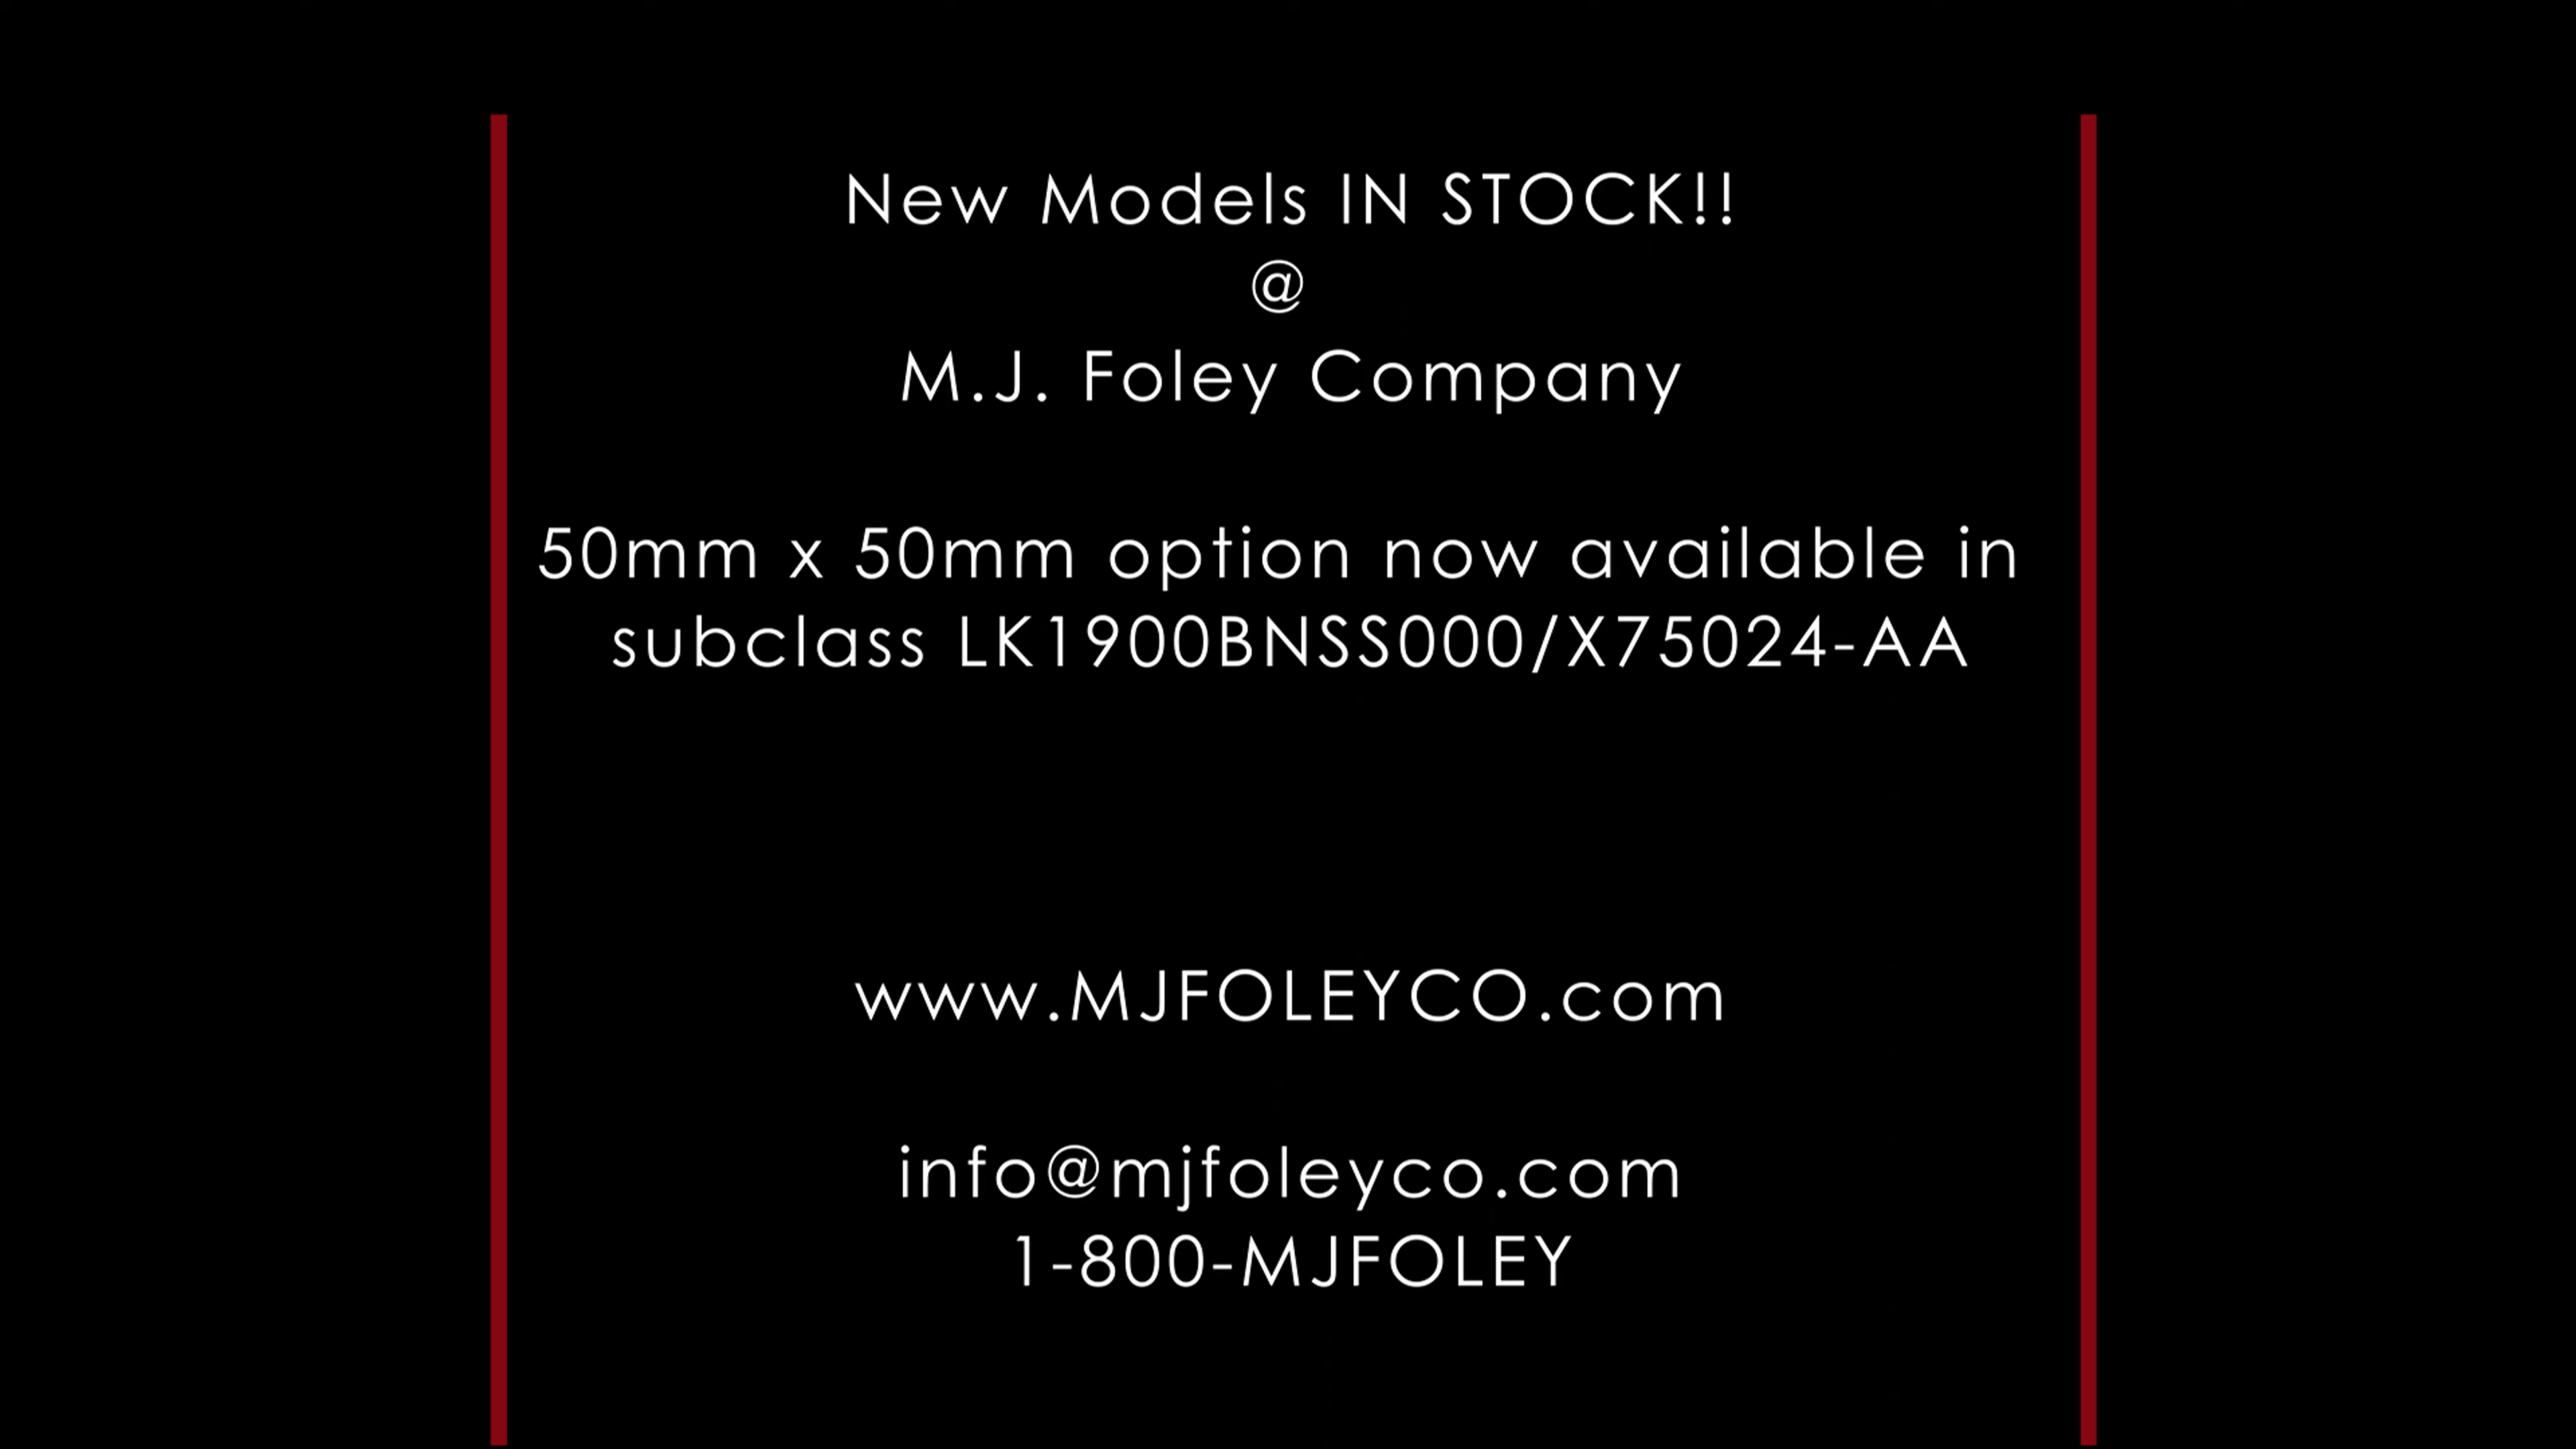 New Models IN STOCK!!
@
M.J. Foley Company
50mm x 50mm option now available in
subclass LK1900BNSS000/X75024-AA
www.MJFOLEYCO.com
info@mjfoleyco.com
1-800-MJFOLEY